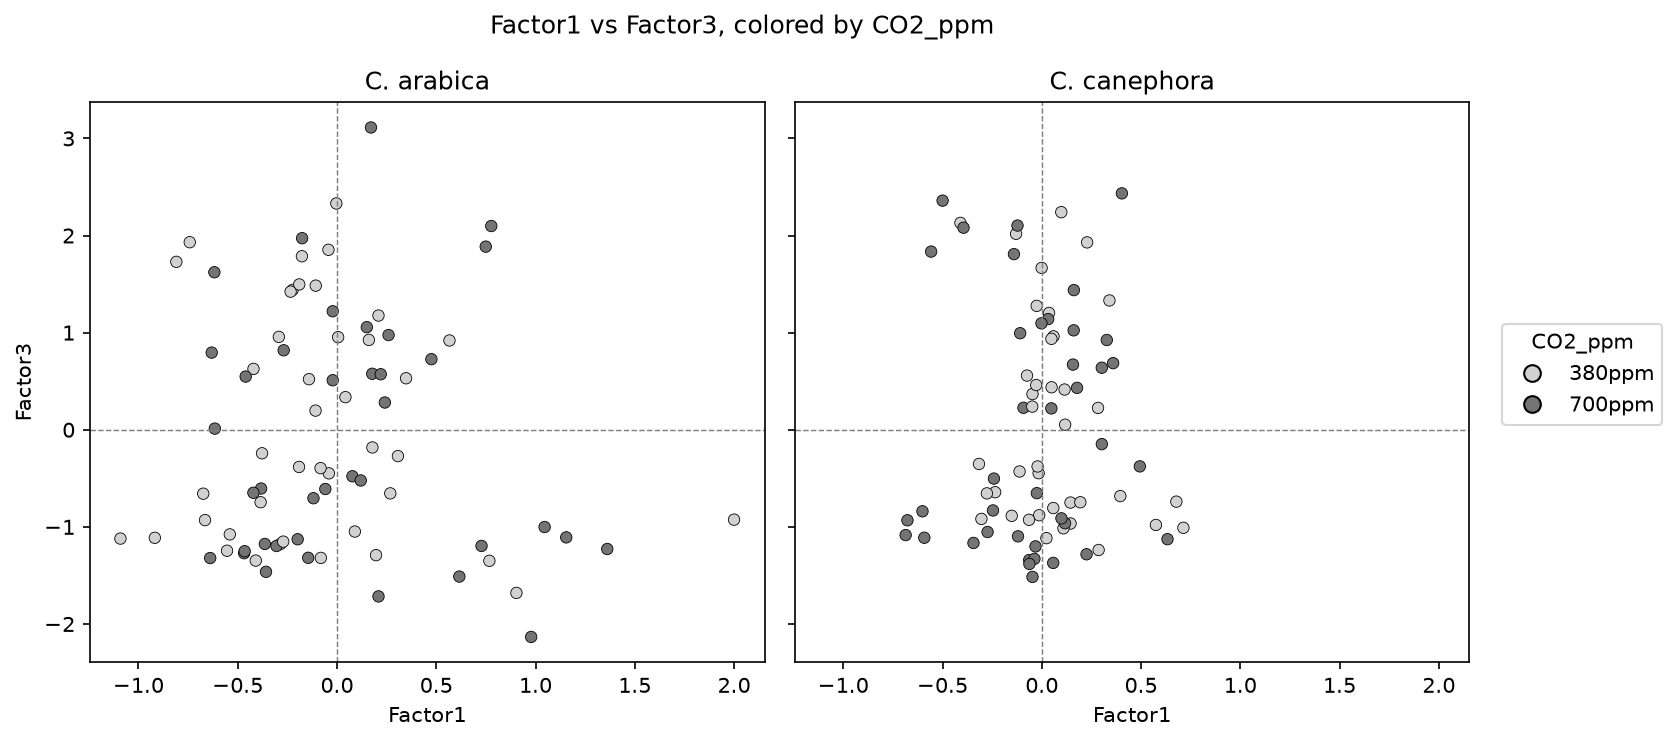 Factor1 vs Factor3, colored by CO2_ppm
C. arabica
C. canephora
3
2
1
0
−1
−2
Factor3
−1.0 −0.5 0.0 0.5 1.0 1.5 2.0
−1.0 −0.5 0.0 0.5 1.0 1.5 2.0
Factor1
Factor1
CO2_ppm
380ppm
700ppm